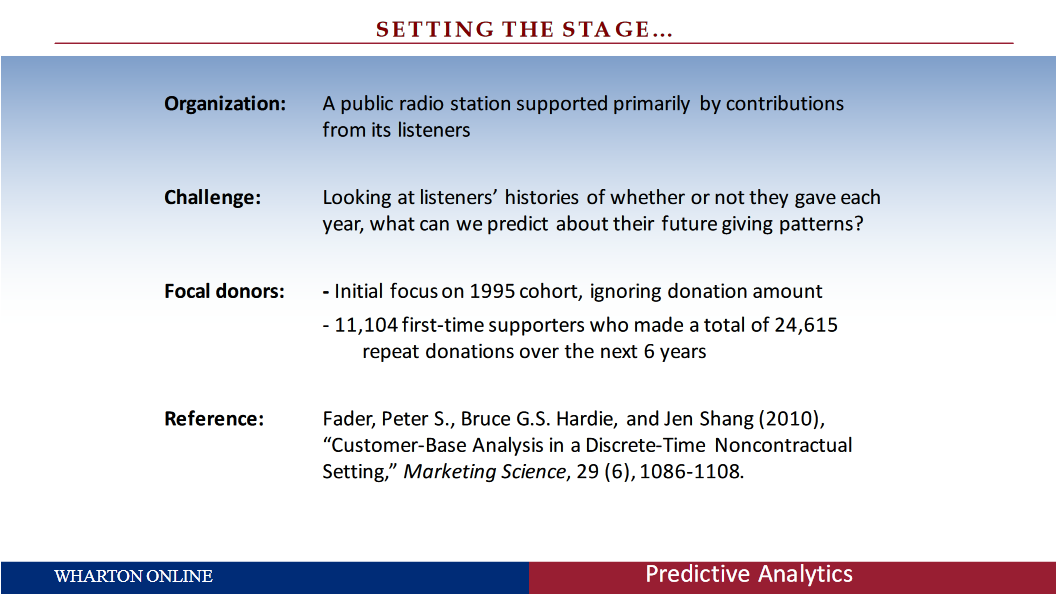 SETTING THE STAGE...
Organization: A public radio station supported primarily by contributions
from its listeners
Challenge: Looking at listeners’ histories of whether or not they gave each
year, what can we predict about their future giving patterns?
Focal donors: - Initial focus on 1995 cohort, ignoring donation amount
- 11,104 first-time supporters who made a total of 24,615
repeat donations over the next 6 years
Reference: Fader, Peter S., Bruce G.S. Hardie, and Jen Shang (2010),
“Customer-Base Analysis in a Discrete-Time Noncontractual
Setting,” Marketing Science, 29 (6), 1086-1108.
WHARTON ONLINE
Predictive Analytics